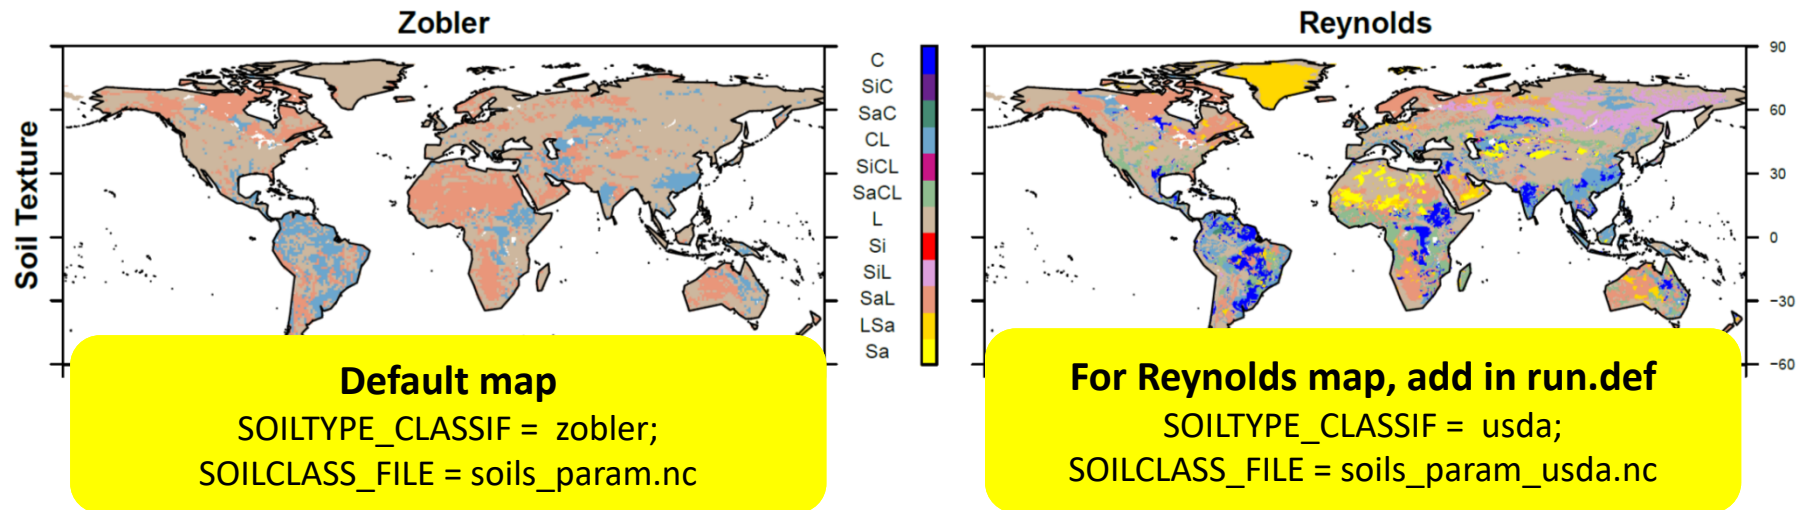 Zobler
Reynolds
Soil Texture
C
SiC
SaC
CL
SiCL
SaCL
L
Si
SiL
SaL
LSa
Sa
90
60
30
0
−30
−60
Default map
SOILTYPE_CLASSIF = zobler;
SOILCLASS_FILE = soils_param.nc
For Reynolds map, add in run.def
SOILTYPE_CLASSIF = usda;
SOILCLASS_FILE = soils_param_usda.nc